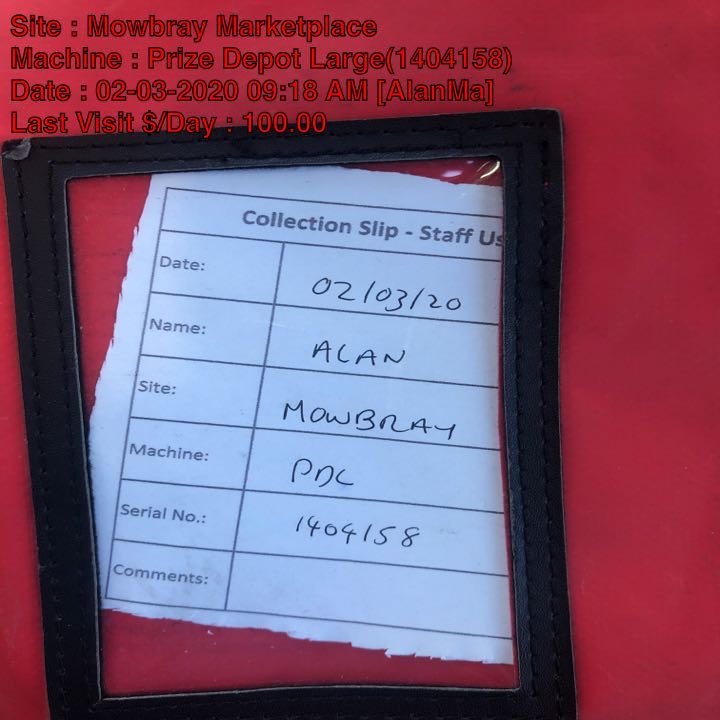 Site : Mowbray Marketplace
Machine : Prize Depot Large(1404158)
Date : 02-03-2020 09:18 AM [AlanMa]
Last Visit $/Day : 100.00
Collection Slip - Staff Us
Date: 02/03/20
Name: ALAN
Site: MOWBRAY
Machine: PDL
Serial No.: 1404158
Comments: